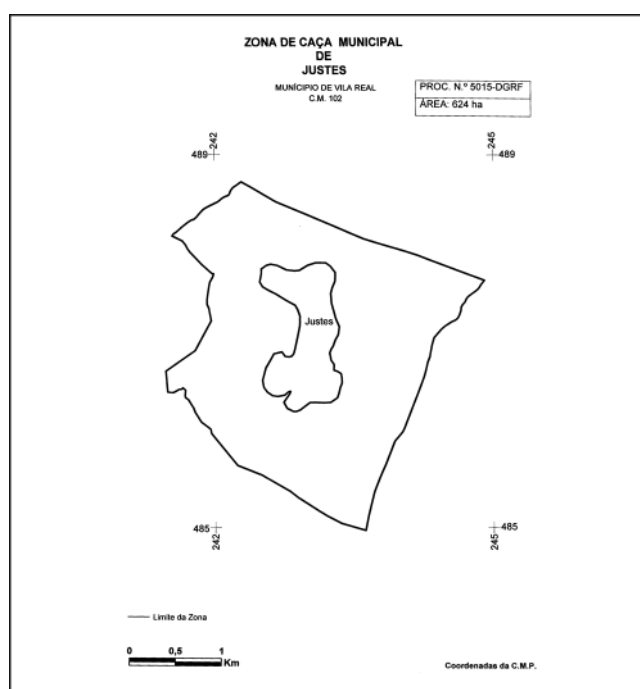 ZONA DE CAÇA MUNICIPAL
DE
JUSTES
MUNÍCIPIO DE VILA REAL
C.M. 102
PROC. N.º 5015-DGRF
ÁREA: 624 ha
242
489
245
489
Justes
485
242
485
245
Limite da Zona
0 0,5 1
Km
Coordenadas da C.M.P.